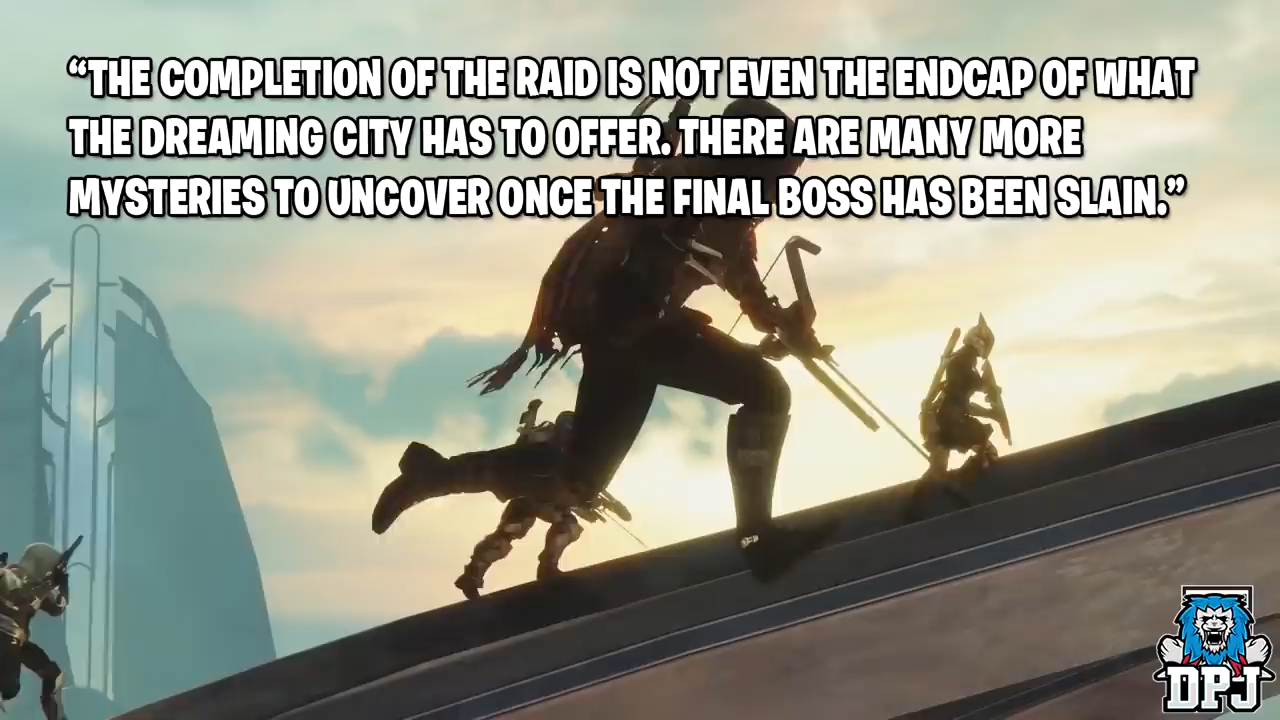 “THE COMPLETION OF THE RAID IS NOT EVEN THE ENDCAP OF WHAT
THE DREAMING CITY HAS TO OFFER. THERE ARE MANY MORE
MYSTERIES TO UNCOVER ONCE THE FINAL BOSS HAS BEEN SLAIN.”
DPJ